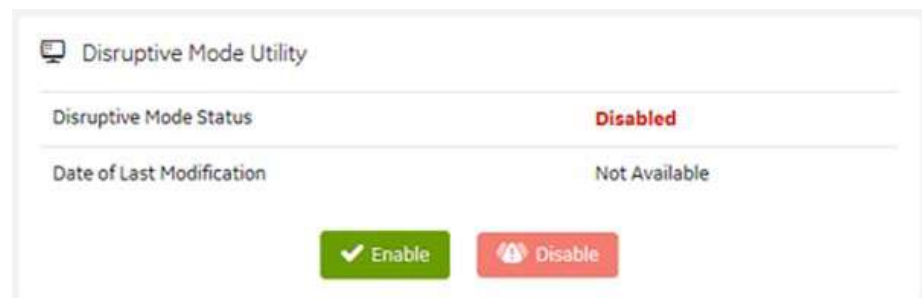 Disruptive Mode Utility
Disruptive Mode Status Disabled
Date of Last Modification Not Available
Enable Disable